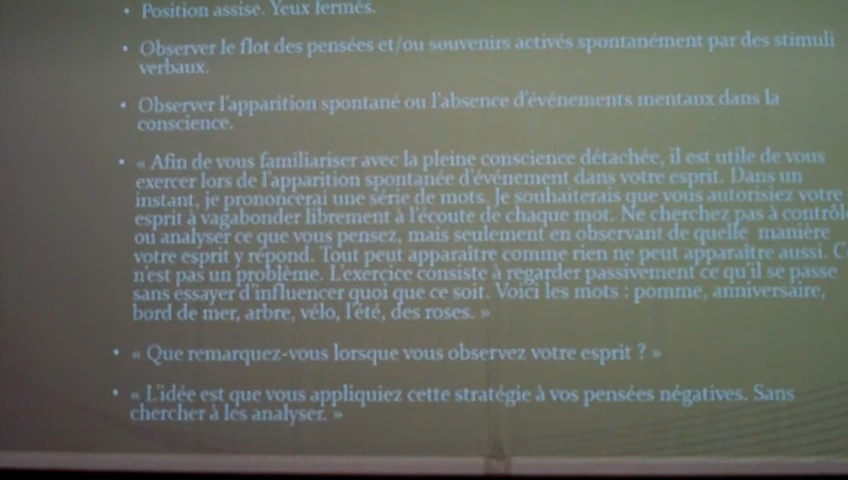 • Position assise. Yeux fermés.
• Observer le flot des pensées et/ou souvenirs activés spontanément par des stimuli
verbaux.
• Observer l'apparition spontané ou l'absence d'événements mentaux dans la
conscience.
• « Afin de vous familiariser avec la pleine conscience détachée, il est utile de vous
exercer lors de l'apparition spontanée d'événement dans votre esprit. Dans un
instant, je prononcerai une série de mots. Je souhaiterais que vous autorisiez votre
esprit à vagabonder librement à l'écoute de chaque mot. Ne cherchez pas à contrôl
ou analyser ce que vous pensez, mais seulement en observant de quelle manière
votre esprit y répond. Tout peut apparaître comme rien ne peut apparaître aussi. C
n'est pas un problème. L'exercice consiste à regarder passivement ce qu'il se passe
sans essayer d'influencer quoi que ce soit. Voici les mots : pomme, anniversaire,
bord de mer, arbre, vélo, l'été, des roses. »
• « Que remarquez-vous lorsque vous observez votre esprit ? »
• « L'idée est que vous appliquiez cette stratégie à vos pensées négatives. Sans
chercher à les analyser. »